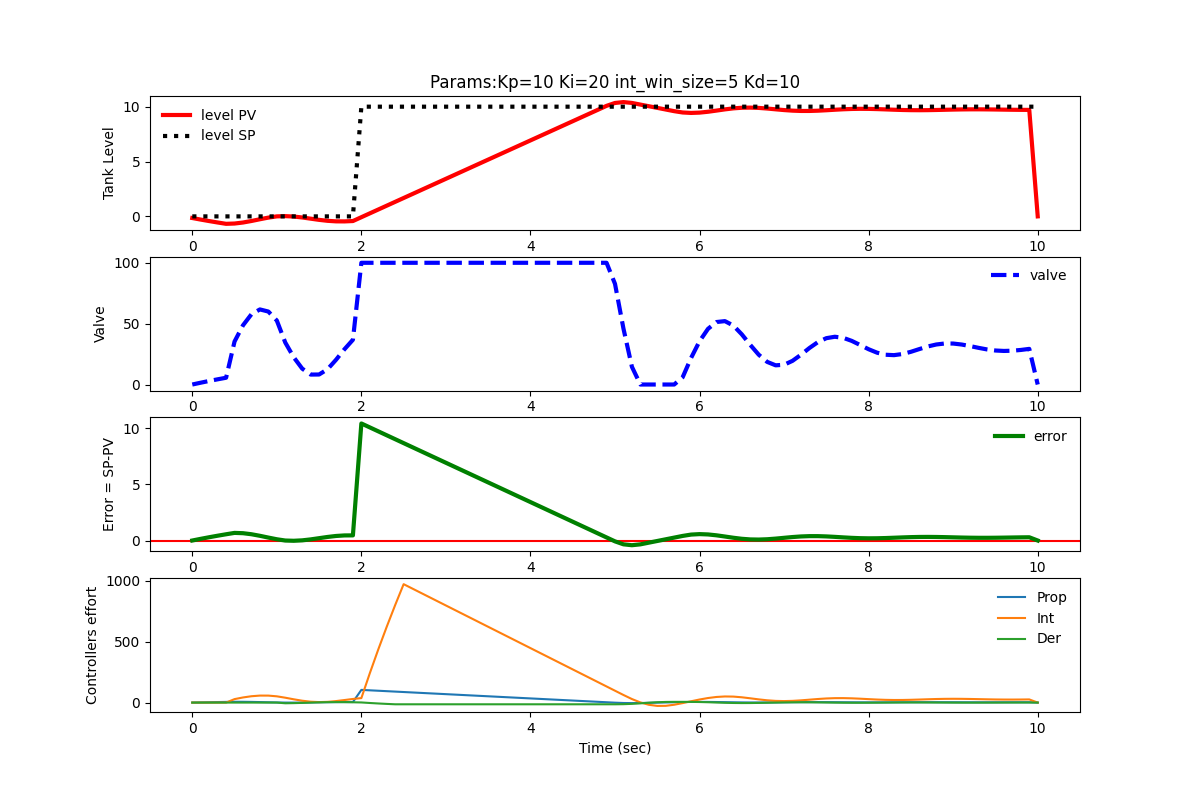 Params:Kp=10 Ki=20 int_win_size=5 Kd=10
Tank Level
10
5
0
level PV
level SP
0 2 4 6 8 10
Valve
100
50
0
valve
0 2 4 6 8 10
Error = SP-PV
10
5
0
error
0 2 4 6 8 10
Controllers effort
1000
500
0
Prop
Int
Der
0 2 4 6 8 10
Time (sec)